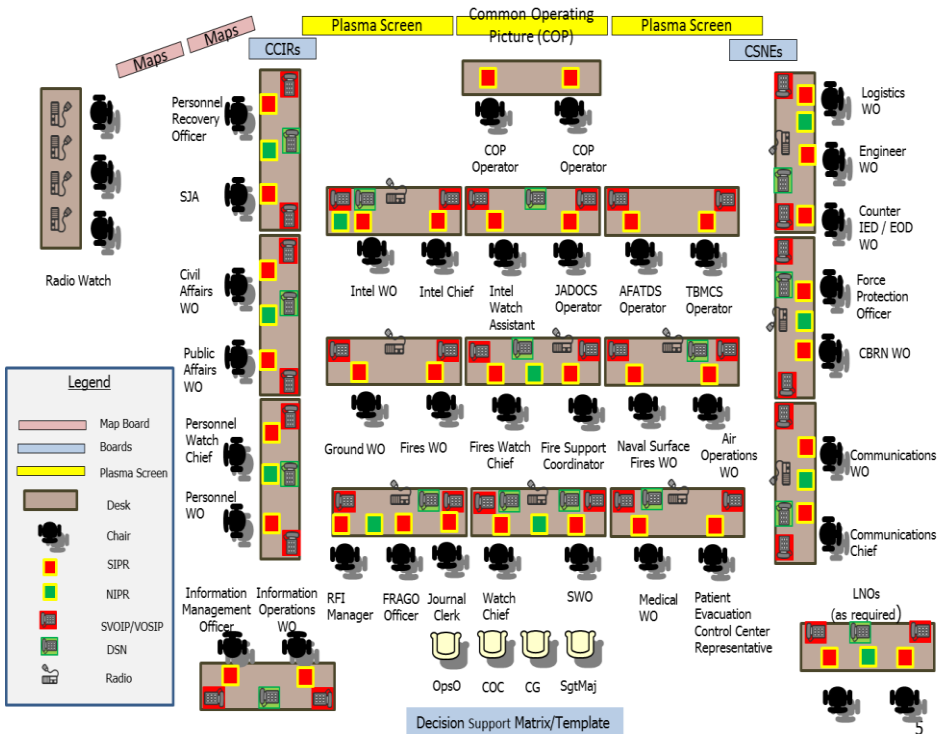 Maps
Maps
CCIRs
Plasma Screen
Common Operating
Picture (COP)
Plasma Screen
CSNEs
Radio Watch
Personnel
Recovery
Officer
SJA
Civil
Affairs
WO
Public
Affairs
WO
Personnel
Watch
Chief
Personnel
WO
COP
Operator
COP
Operator
Intel WO
Intel Chief
Intel
Watch
Assistant
JADOCS
Operator
AFATDS
Operator
TBMCS
Operator
Ground WO
Fires WO
Fires Watch
Chief
Fire Support
Coordinator
Naval Surface
Fires WO
Air
Operations
WO
RFI
Manager
FRAGO
Officer
Journal
Clerk
Watch
Chief
SWO
Medical
WO
Patient
Evacuation
Control Center
Representative
OpsO
COC
CG
SgtMaj
Decision Support Matrix/Template
Logistics
WO
Engineer
WO
Counter
IED / EOD
WO
Force
Protection
Officer
CBRN WO
Communications
WO
Communications
Chief
LNOs
(as required)
Information
Management
Officer
Information
Operations
WO
Legend
Map Board
Boards
Plasma Screen
Desk
Chair
SIPR
NIPR
SVOIP/VOSIP
DSN
Radio
5